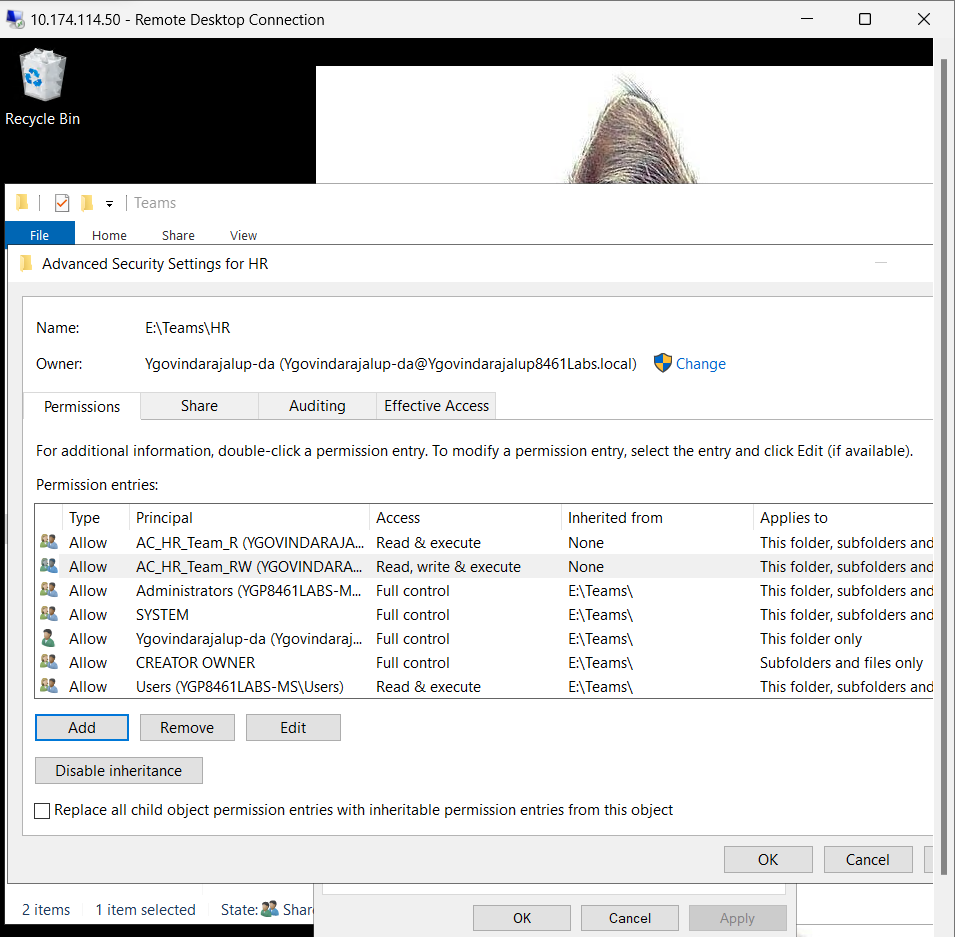 10.174.114.50 - Remote Desktop Connection
Recycle Bin
Teams
File Home Share View
Advanced Security Settings for HR
Name: E:\Teams\HR
Owner: Ygovindarajalup-da (Ygovindarajalup-da@Ygovindarajalup8461Labs.local) Change
Permissions Share Auditing Effective Access
For additional information, double-click a permission entry. To modify a permission entry, select the entry and click Edit (if available).
Permission entries:
Type Principal Access Inherited from Applies to
Allow AC_HR_Team_R (YGOVINDARAJA... Read & execute None This folder, subfolders and
Allow AC_HR_Team_RW (YGOVINDARA... Read, write & execute None This folder, subfolders and
Allow Administrators (YGP8461LABS-M... Full control E:\Teams\ This folder, subfolders and
Allow SYSTEM Full control E:\Teams\ This folder, subfolders and
Allow Ygovindarajalup-da (Ygovindaraj... Full control E:\Teams\ This folder only
Allow CREATOR OWNER Full control E:\Teams\ Subfolders and files only
Allow Users (YGP8461LABS-MS\Users) Read & execute E:\Teams\ This folder, subfolders and
Add Remove Edit
Disable inheritance
Replace all child object permission entries with inheritable permission entries from this object
OK Cancel
2 items 1 item selected State: Shar
OK Cancel Apply